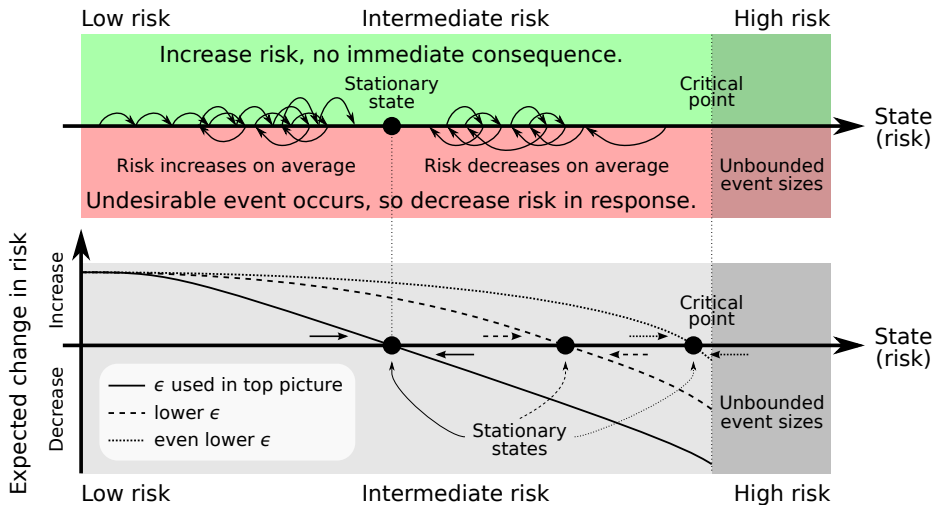 Low risk
Intermediate risk
High risk
Increase risk, no immediate consequence.
Stationary
state
Critical
point
State
(risk)
Risk increases on average
Risk decreases on average
Unbounded
event sizes
Undesirable event occurs, so decrease risk in response.
Expected change in risk
Increase
Decrease
Critical
point
State
(risk)
ϵ used in top picture
lower ϵ
even lower ϵ
Stationary
states
Unbounded
event sizes
Low risk
Intermediate risk
High risk